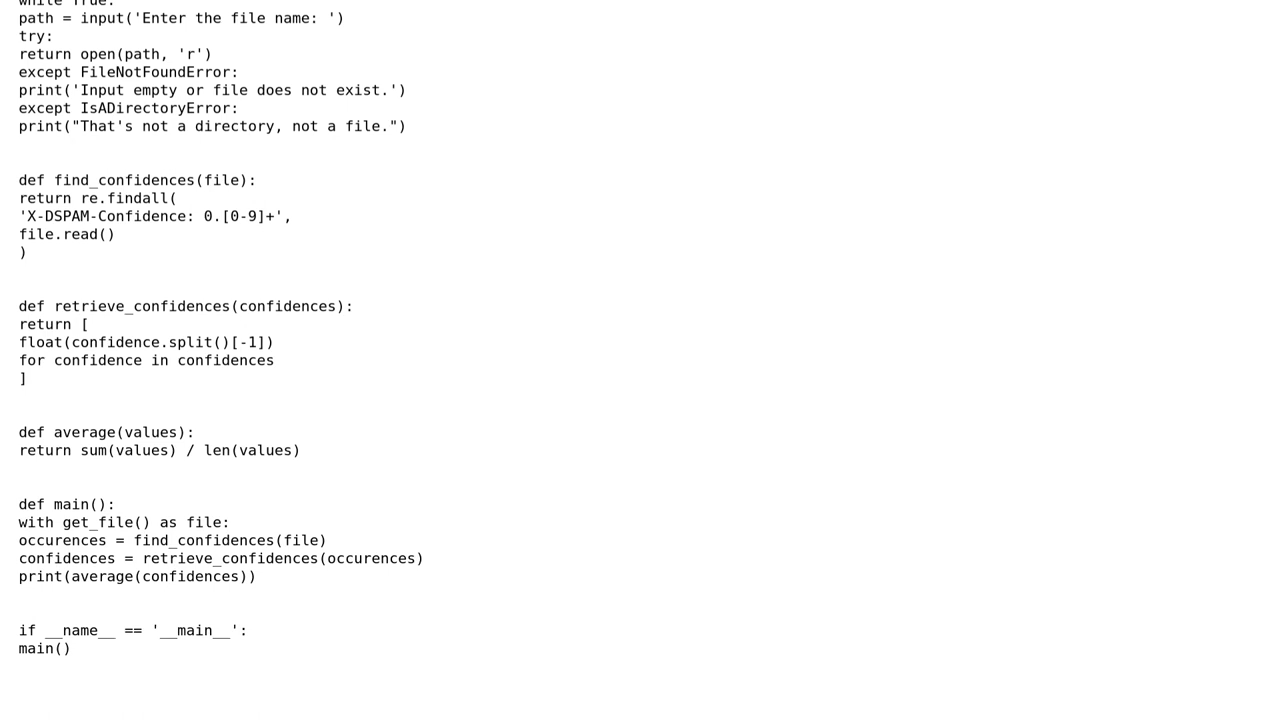 while True:
path = input('Enter the file name: ')
try:
return open(path, 'r')
except FileNotFoundError:
print('Input empty or file does not exist.')
except IsADirectoryError:
print("That's not a directory, not a file.")
def find_confidences(file):
return re.findall(
'X-DSPAM-Confidence: 0.[0-9]+',
file.read()
)
def retrieve_confidences(confidences):
return [
float(confidence.split()[-1])
for confidence in confidences
]
def average(values):
return sum(values) / len(values)
def main():
with get_file() as file:
occurences = find_confidences(file)
confidences = retrieve_confidences(occurences)
print(average(confidences))
if __name__ == '__main__':
main()